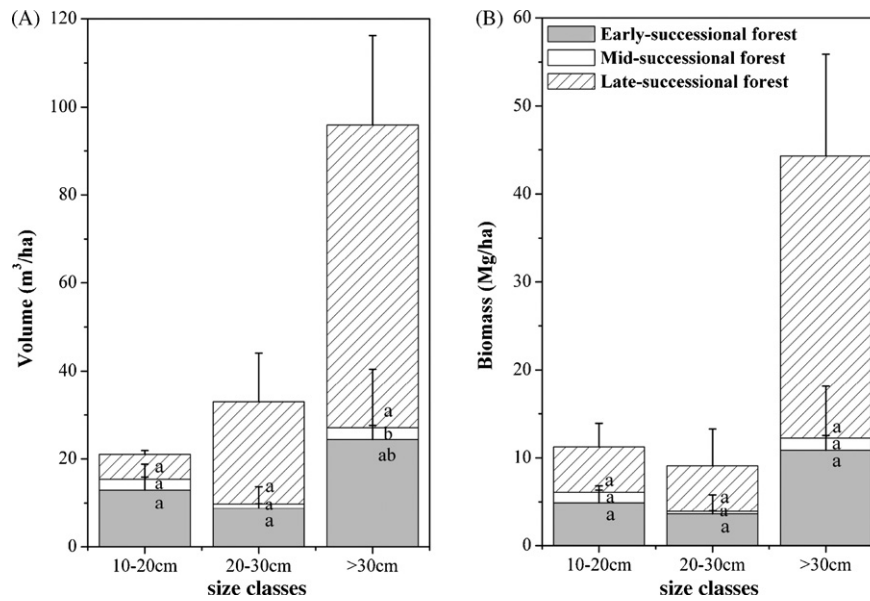 (A)
120
100
80
60
40
20
0
Volume (m³/ha)
a
a
a
a
a
a
a
b
ab
10-20cm
20-30cm
>30cm
size classes
(B)
60
50
40
30
20
10
0
Biomass (Mg/ha)
Early-successional forest
Mid-successional forest
Late-successional forest
a
a
a
a
a
a
a
a
a
10-20cm
20-30cm
>30cm
size classes